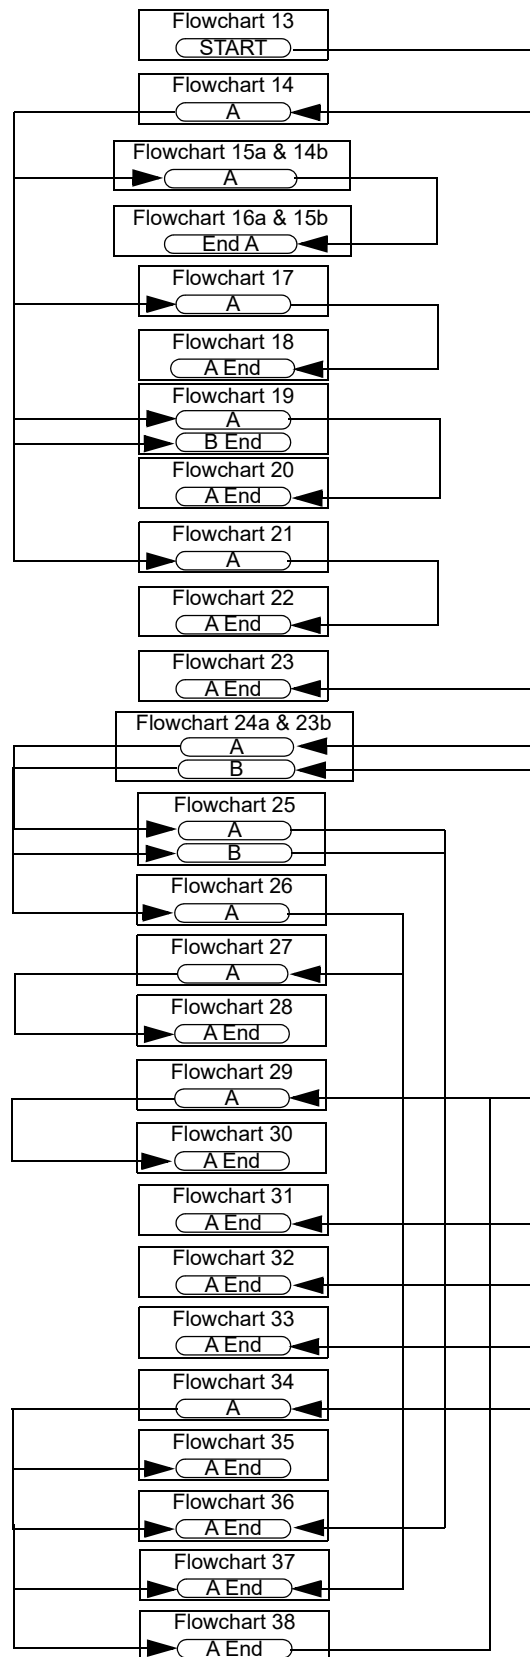 Flowchart 13
START
Flowchart 14
A
Flowchart 15a & 14b
A
Flowchart 16a & 15b
End A
Flowchart 17
A
Flowchart 18
A End
Flowchart 19
A
B End
Flowchart 20
A End
Flowchart 21
A
Flowchart 22
A End
Flowchart 23
A End
Flowchart 24a & 23b
A
B
Flowchart 25
A
B
Flowchart 26
A
Flowchart 27
A
Flowchart 28
A End
Flowchart 29
A
Flowchart 30
A End
Flowchart 31
A End
Flowchart 32
A End
Flowchart 33
A End
Flowchart 34
A
Flowchart 35
A End
Flowchart 36
A End
Flowchart 37
A End
Flowchart 38
A End